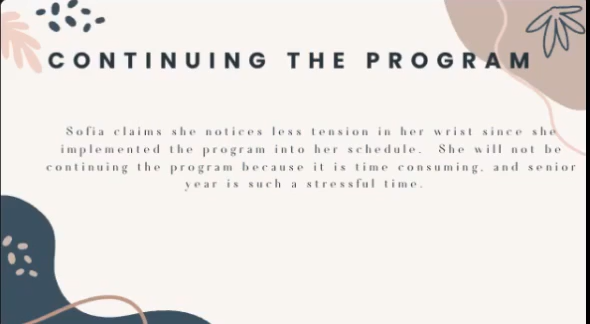 CONTINUING THE PROGRAM
Sofia claims she notices less tension in her wrist since she
implemented the program into her schedule. She will not be
continuing the program because it is time consuming, and senior
year is such a stressful time.